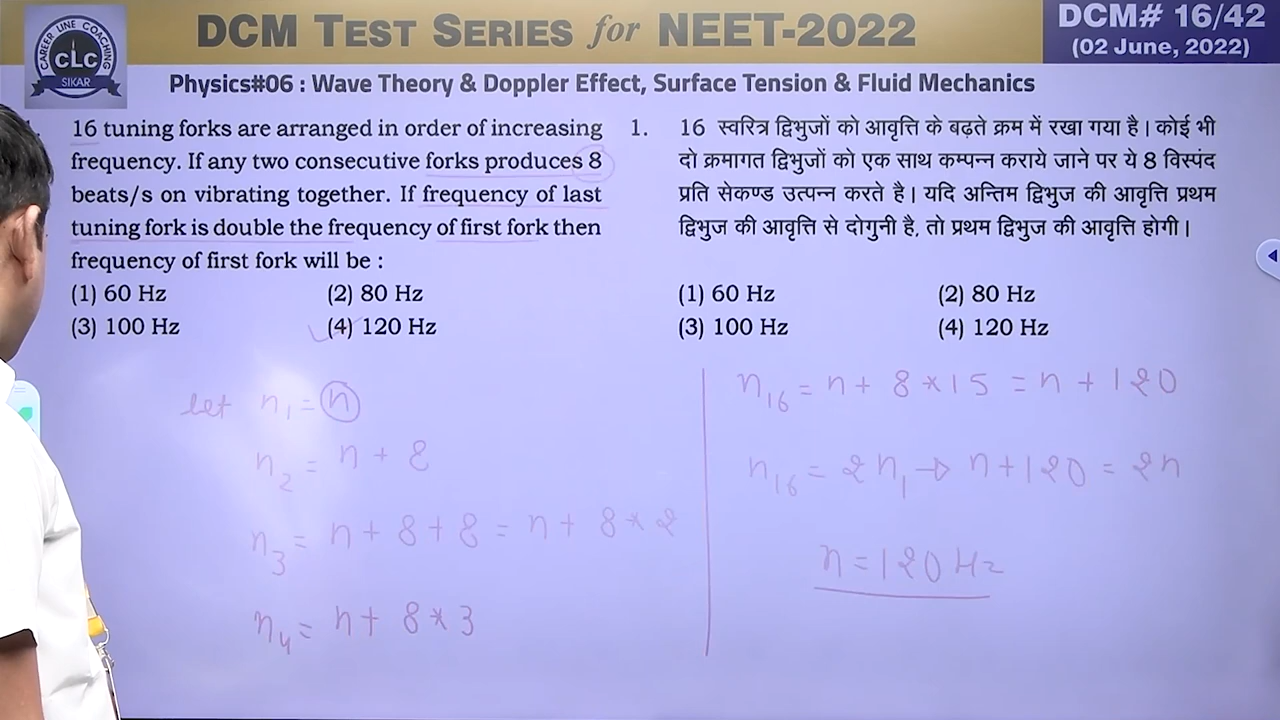 CAREER LINE COACHING
CLC
SIKAR
DCM TEST SERIES for NEET-2022
DCM# 16/42
(02 June, 2022)
Physics#06 : Wave Theory & Doppler Effect, Surface Tension & Fluid Mechanics
16 tuning forks are arranged in order of increasing
frequency. If any two consecutive forks produces 8
beats/s on vibrating together. If frequency of last
tuning fork is double the frequency of first fork then
frequency of first fork will be :
(1) 60 Hz (2) 80 Hz
(3) 100 Hz (4) 120 Hz
1. 16 स्वरित्र द्विभुजों को आवृत्ति के बढ़ते क्रम में रखा गया है। कोई भी
दो क्रमागत द्विभुजों को एक साथ कम्पन्न कराये जाने पर ये 8 विस्पंद
प्रति सेकण्ड उत्पन्न करते है। यदि अन्तिम द्विभुज की आवृत्ति प्रथम
द्विभुज की आवृत्ति से दोगुनी है, तो प्रथम द्विभुज की आवृत्ति होगी।
(1) 60 Hz (2) 80 Hz
(3) 100 Hz (4) 120 Hz
let n₁ = n
n₂ = n + 8
n₃ = n + 8 + 8 = n + 8 * 2
n₄ = n + 8 * 3
n₁₆ = n + 8 * 15 = n + 120
n₁₆ = 2n₁ → n + 120 = 2n
n = 120 Hz